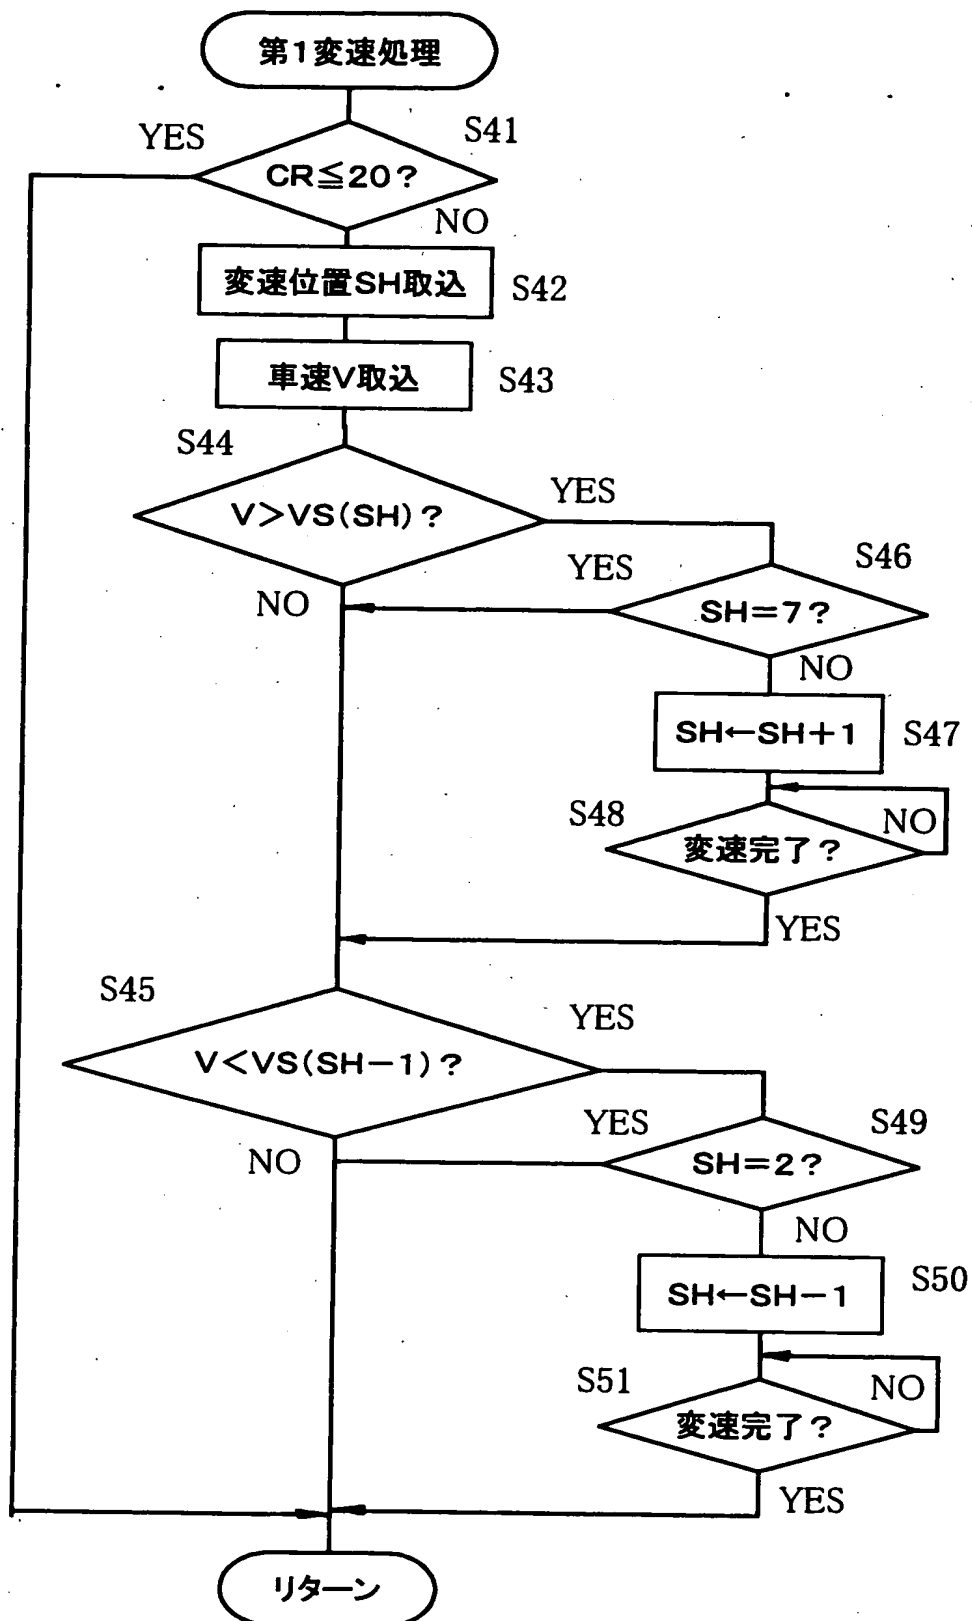 第1変速処理
S41
YES
CR≦20?
NO
変速位置SH取込
S42
車速V取込
S43
S44
V>VS(SH)?
YES
NO
S46
YES
SH=7?
NO
SH←SH+1
S47
S48
変速完了?
NO
YES
S45
V<VS(SH-1)?
YES
NO
S49
YES
SH=2?
NO
SH←SH-1
S50
S51
変速完了?
NO
YES
リターン